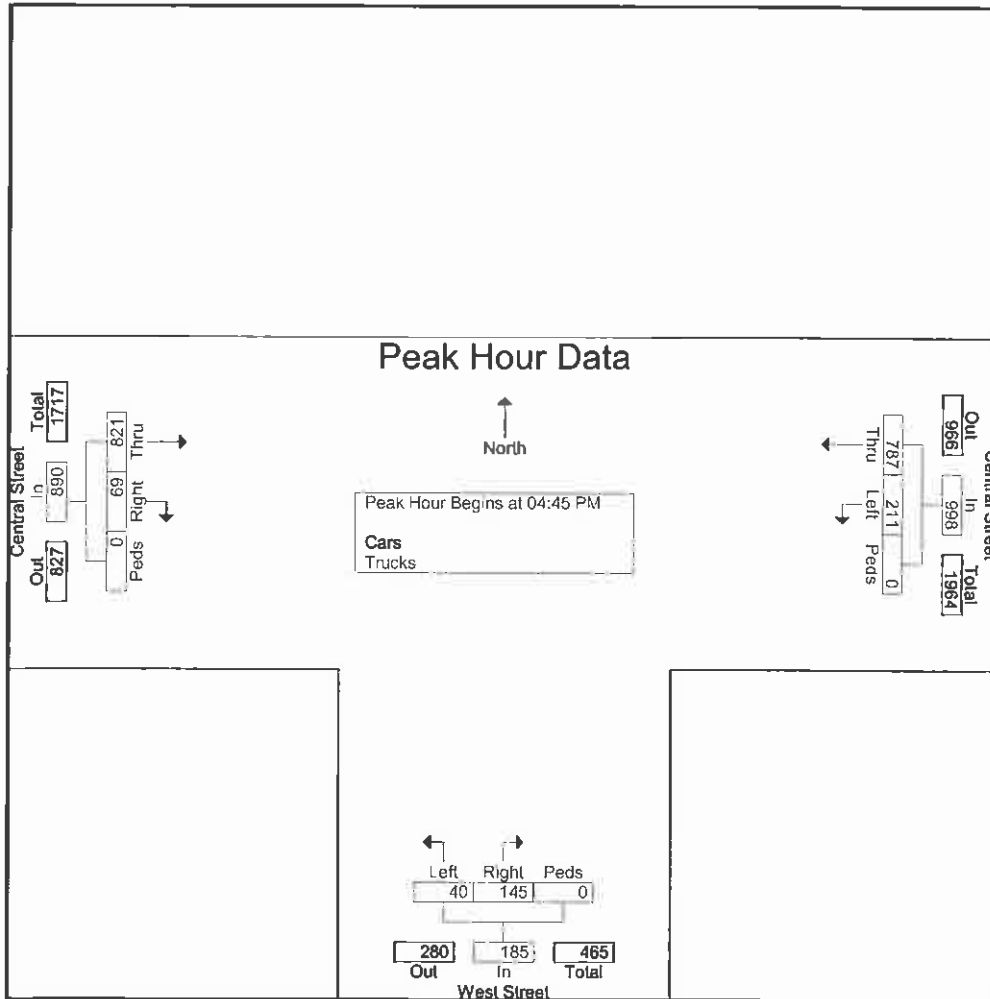 Peak Hour Data
North
Peak Hour Begins at 04:45 PM
Cars
Trucks
Central Street
Total
1717
In
890
Out
827
821
Thru
69
Right
0
Peds
Thru
787
Left
211
Peds
0
Out
966
In
998
Total
1964
Central Street
Left Right Peds
40 145 0
280 185 465
Out In Total
West Street